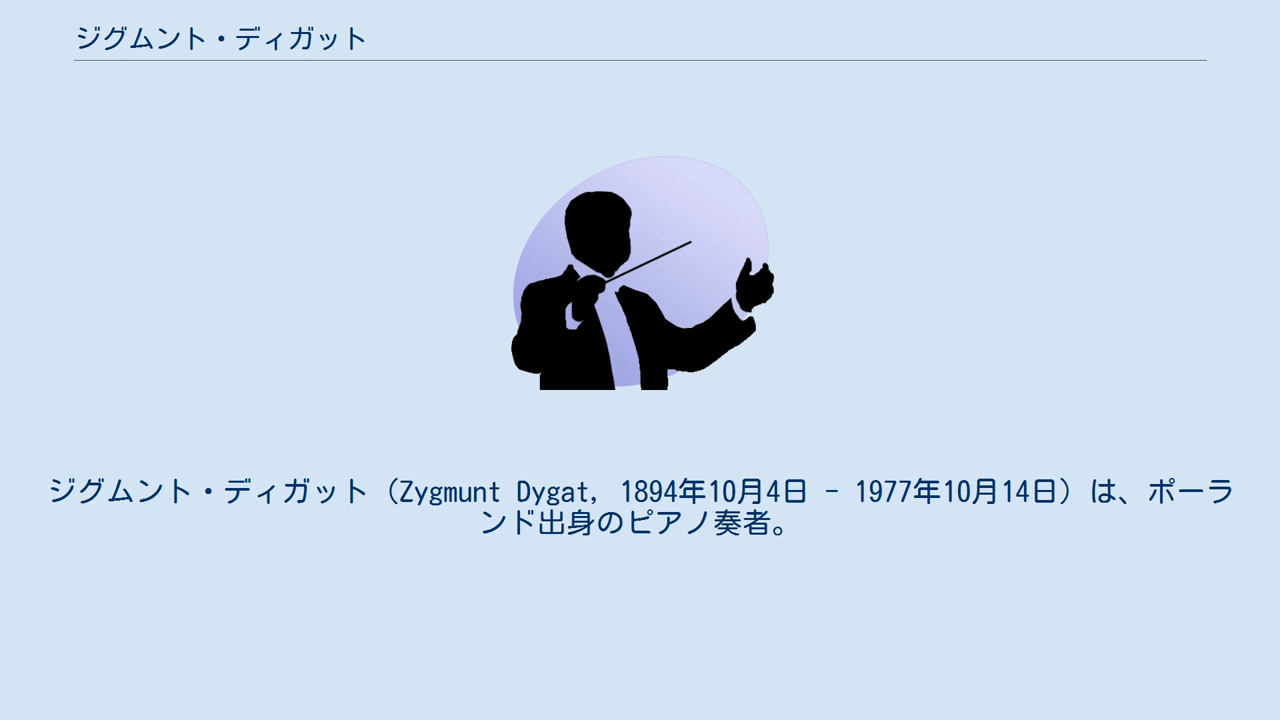 ジグムント・ディガット
ジグムント・ディガット（Zygmunt Dygat, 1894年10月4日 - 1977年10月14日）は、ポーラ
ンド出身のピアノ奏者。